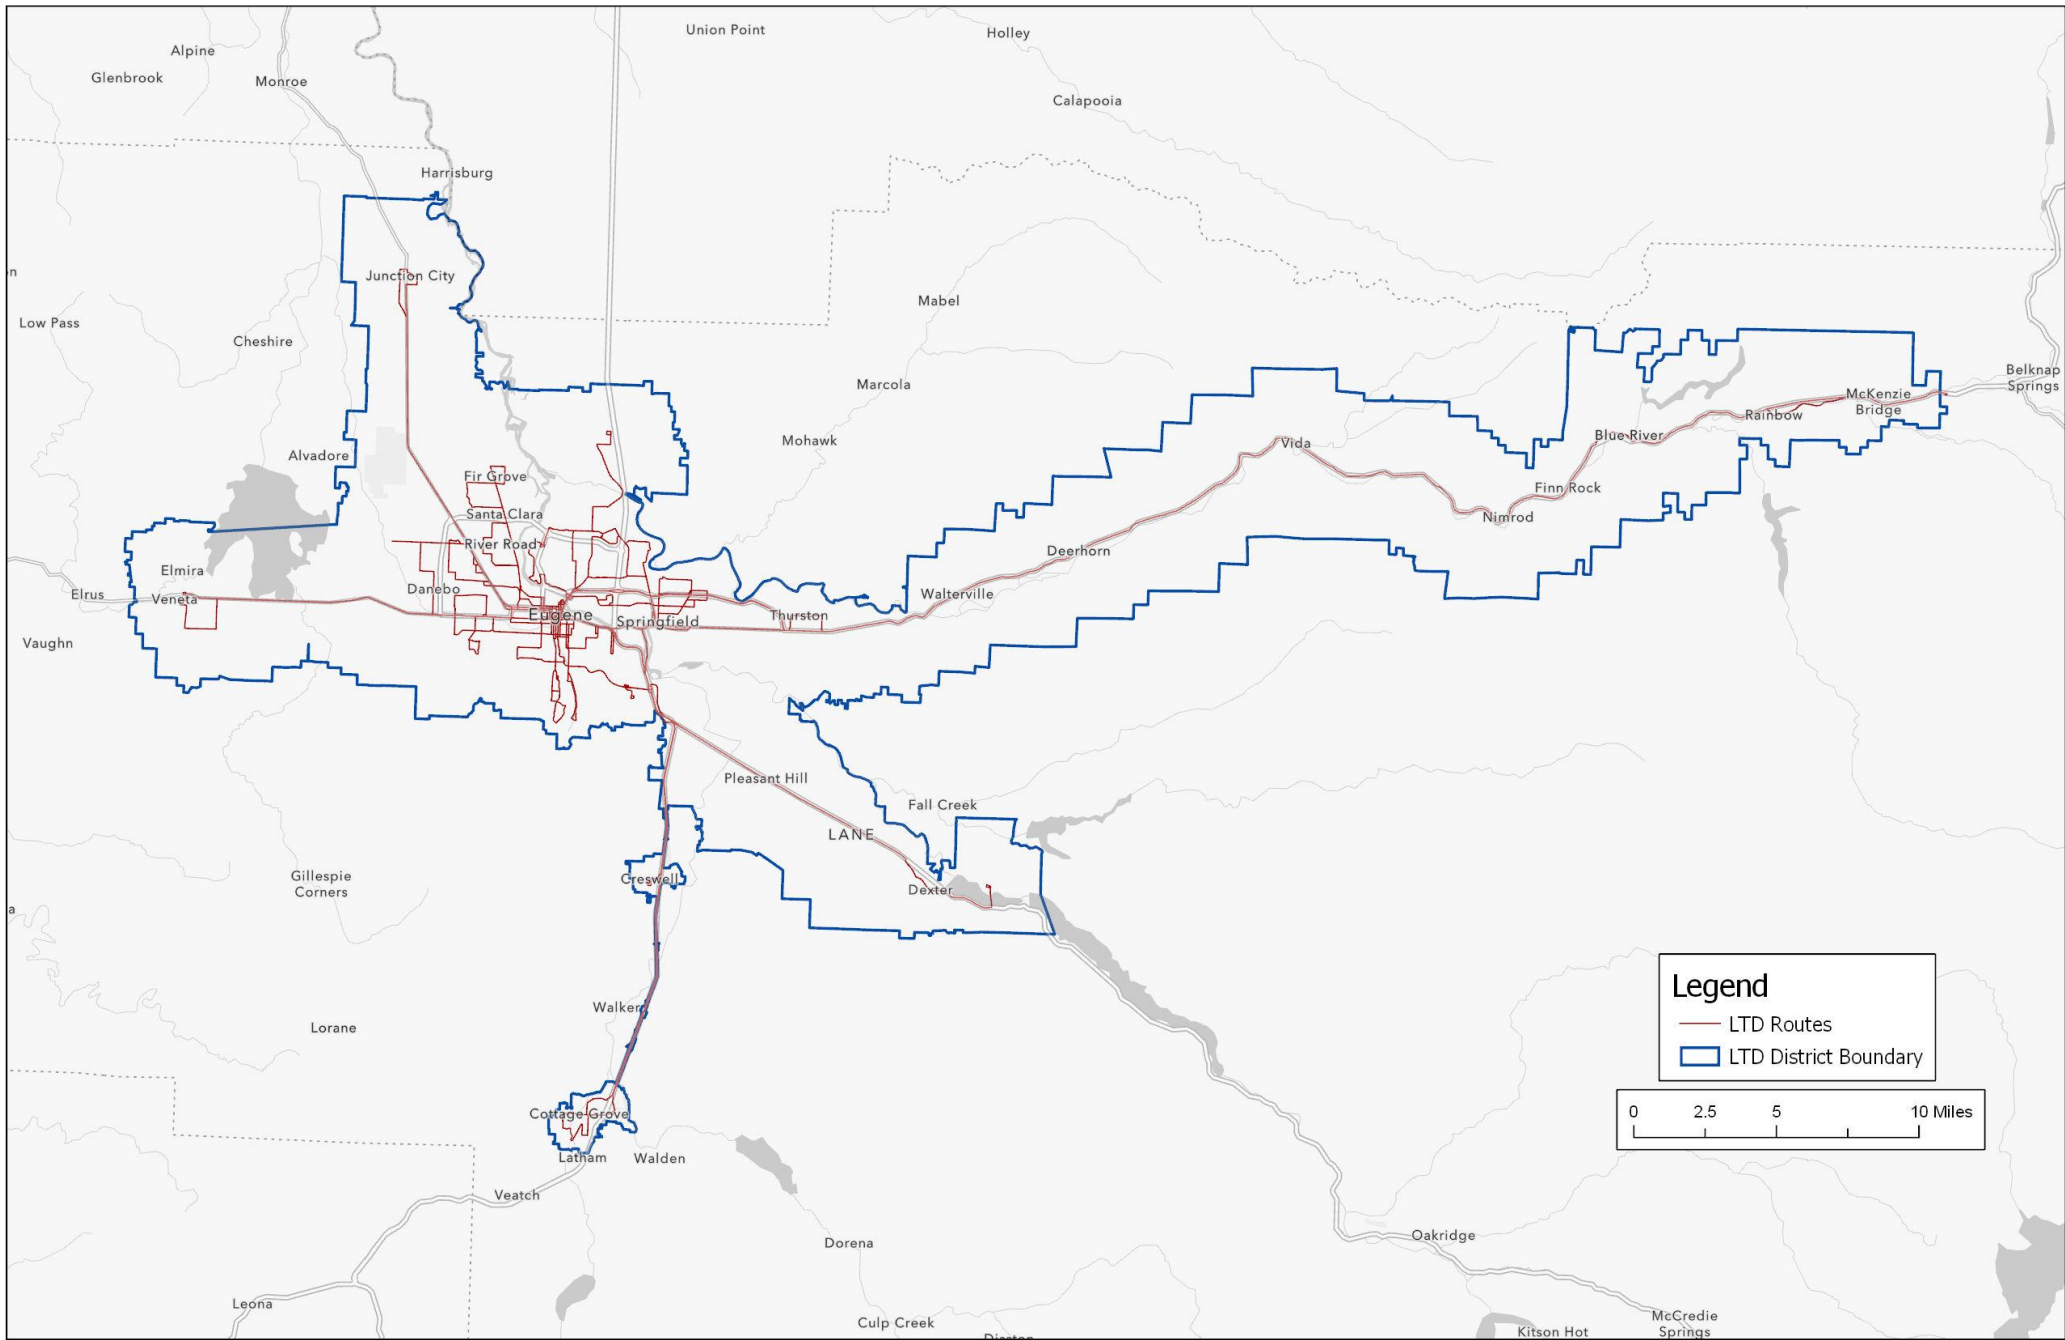 Union Point
Holley
Alpine
Glenbrook
Monroe
Calapooia
Harrisburg
n
Junction City
Mabel
Low Pass
Cheshire
Marcola
Belknap
Springs
McKenzie
Bridge
Rainbow
Mohawk
Vida
Blue River
Alvadore
Fir Grove
Finn Rock
Santa Clara
Nimrod
River Road
Deerhorn
Elmira
Danebo
Elrus
Veneta
Walterville
Eugene
Springfield
Thurston
Vaughn
Pleasant Hill
Fall Creek
LANE
Gillespie
Corners
Creswell
Dexter
a
Walker
Lorane
Legend
LTD Routes
LTD District Boundary
0 2.5 5 10 Miles
Cottage Grove
Latham
Walden
Veatch
Dorena
Oakridge
Leona
Culp Creek
McCredie
Springs
Kitson Hot